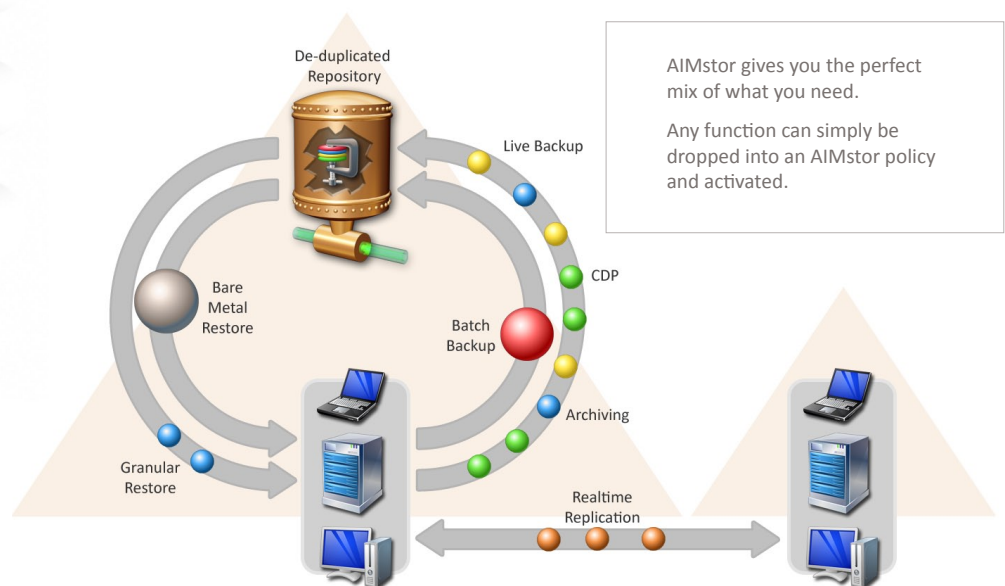 De-duplicated
Repository
AIMstor gives you the perfect
mix of what you need.
Any function can simply be
dropped into an AIMstor policy
and activated.
Live Backup
CDP
Bare
Metal
Restore
Batch
Backup
Archiving
Granular
Restore
Realtime
Replication